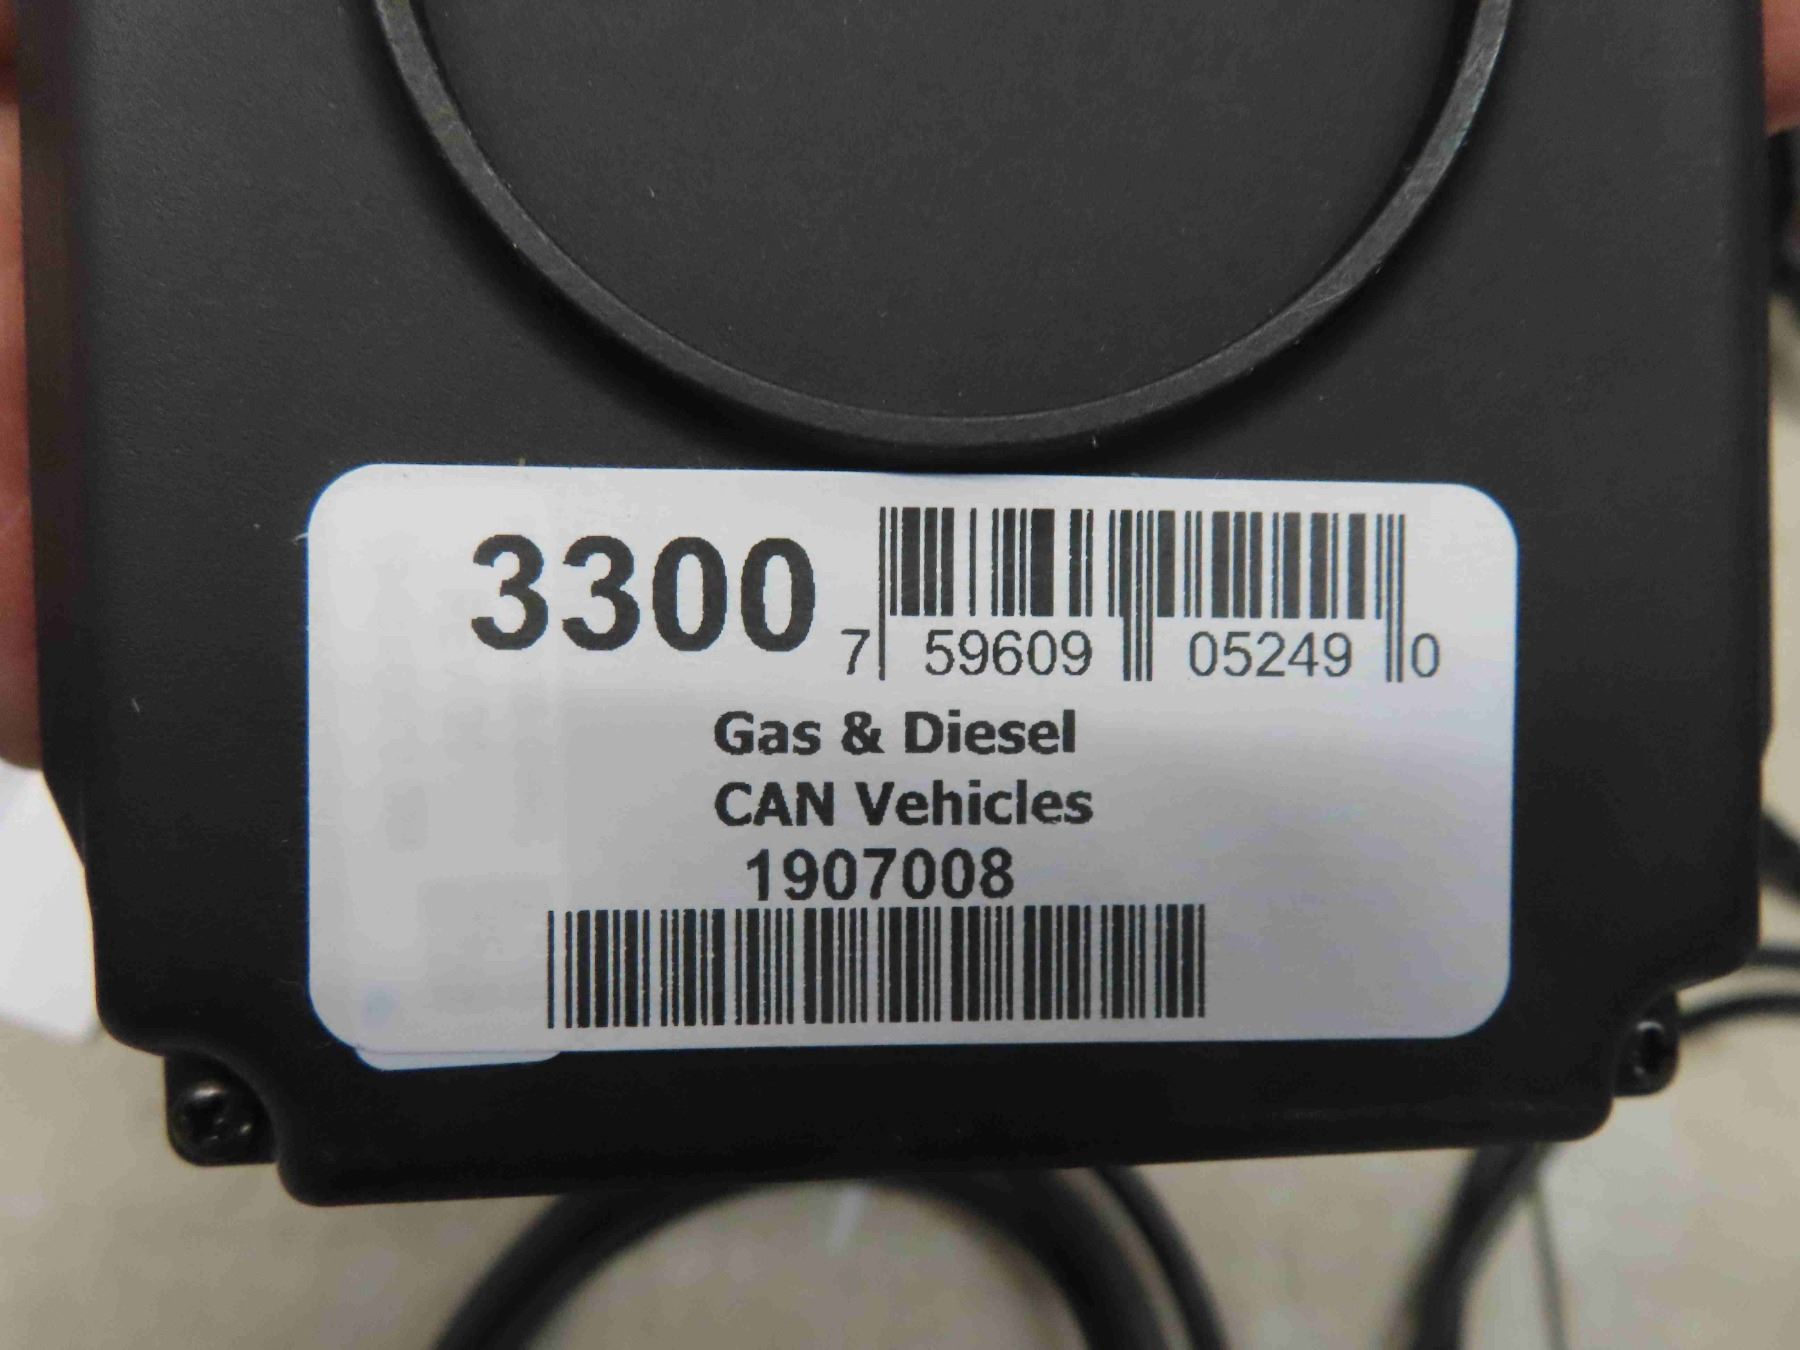 3300
7 59609 05249 0
Gas & Diesel
CAN Vehicles
1907008